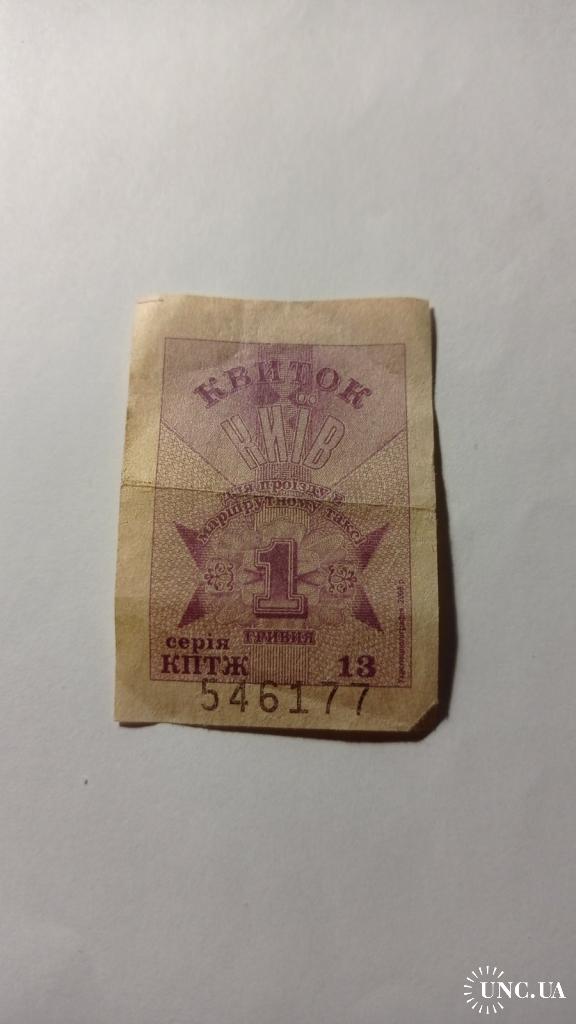 КВИТОК
КИЇВ
для проїзду в
маршрутному таксі
1
ГРИВНЯ
серія
КПТЖ 13
546177
UNC.UA